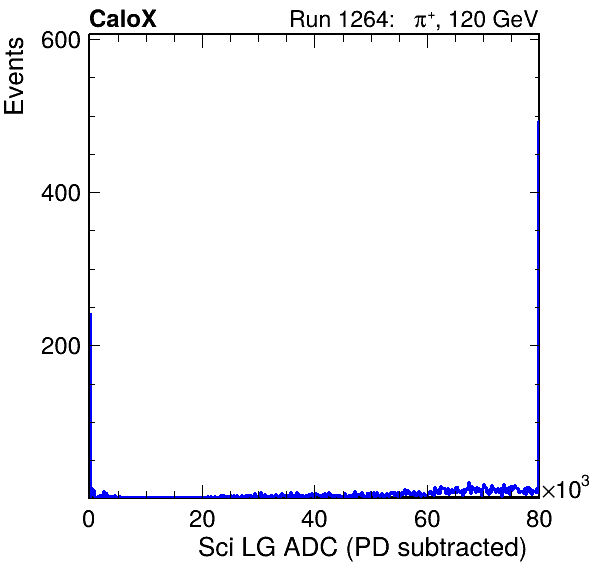 CaloX Run 1264: π⁺, 120 GeV
Events
600
400
200
0 20 40 60 80
×10³
Sci LG ADC (PD subtracted)